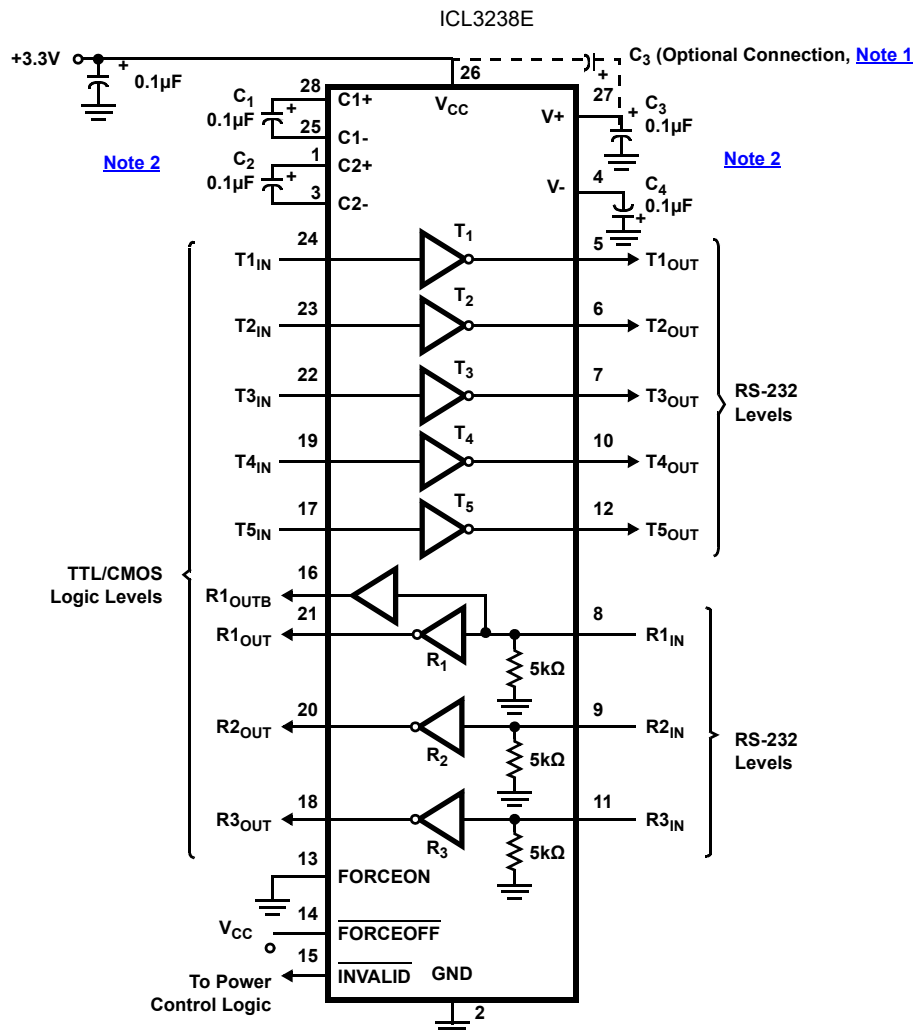 ICL3238E
+3.3V
+
0.1μF
C3 (Optional Connection, Note 1
+
26
27
28
C1+
VCC
V+
C1
0.1μF
+
25
C1-
C3
0.1μF
+
Note 2
1
C2+
C2
0.1μF
+
3
C2-
Note 2
4
V-
C4
0.1μF
+
T1IN
24
T1
5
T1OUT
T2IN
23
T2
6
T2OUT
T3IN
22
T3
7
T3OUT
RS-232
Levels
T4IN
19
T4
10
T4OUT
T5IN
17
T5
12
T5OUT
TTL/CMOS
Logic Levels
R1OUTB
16
R1OUT
21
R1
5kΩ
8
R1IN
R2OUT
20
R2
5kΩ
9
R2IN
RS-232
Levels
R3OUT
18
R3
5kΩ
11
R3IN
13
FORCEON
VCC
14
FORCEOFF
15
INVALID
GND
To Power
Control Logic
2